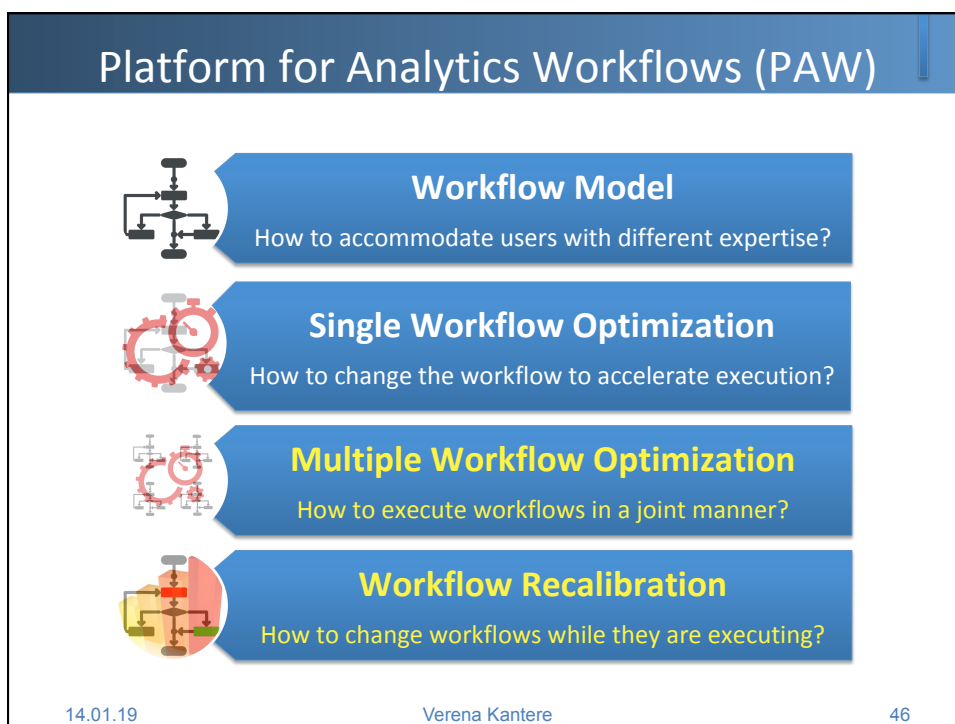 Platform for Analytics Workflows (PAW)
Workflow Model
How to accommodate users with different expertise?
Single Workflow Optimization
How to change the workflow to accelerate execution?
Multiple Workflow Optimization
How to execute workflows in a joint manner?
Workflow Recalibration
How to change workflows while they are executing?
14.01.19 Verena Kantere 46